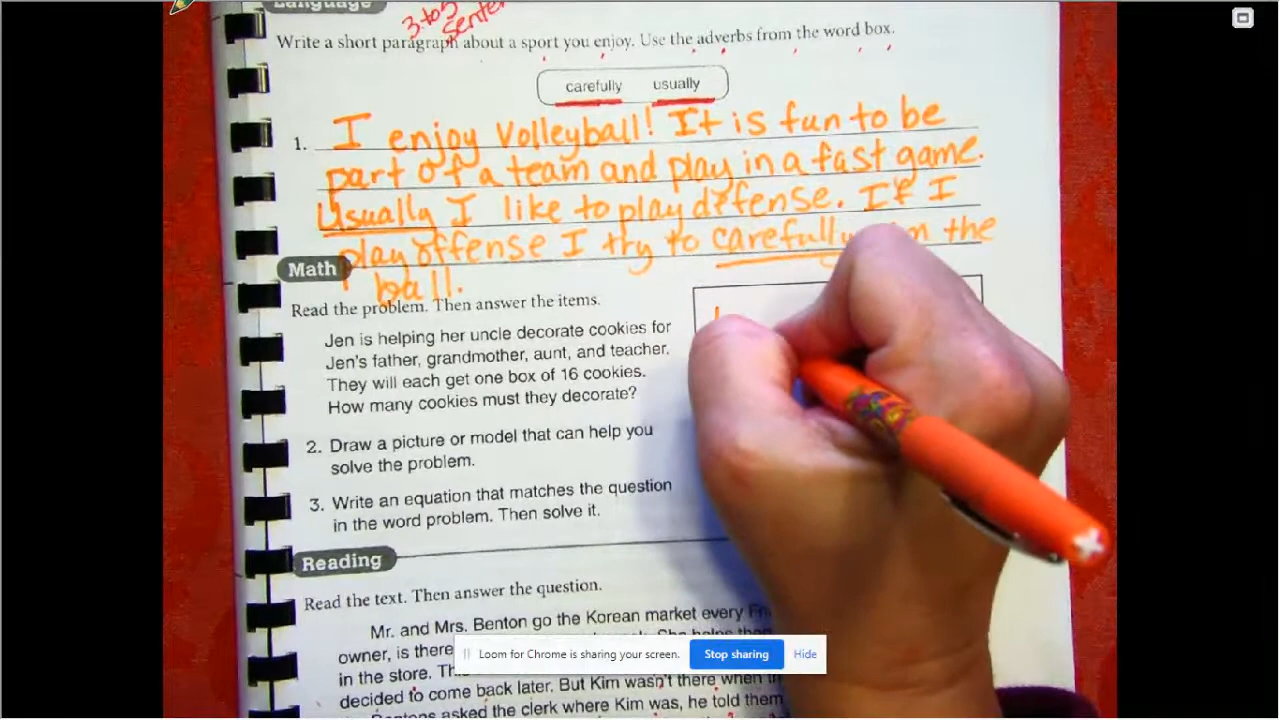 Language
3 to 5
Write a short paragraph about a sport you enjoy. Use the adverbs from the word box.
carefully usually
1. I enjoy Volleyball! It is fun to be
part of a team and play in a fast game.
Usually I like to play defense. If I
play offense I try to carefully the
ball.
Math
Read the problem. Then answer the items.
Jen is helping her uncle decorate cookies for
Jen's father, grandmother, aunt, and teacher.
They will each get one box of 16 cookies.
How many cookies must they decorate?
2. Draw a picture or model that can help you
solve the problem.
3. Write an equation that matches the question
in the word problem. Then solve it.
Reading
Read the text. Then answer the question.
Mr. and Mrs. Benton go the Korean market every
owner, is there
in the store.
Loom for Chrome is sharing your screen. Stop sharing Hide
decided to come back later. But Kim wasn't there when
asked the clerk where Kim was, he told them